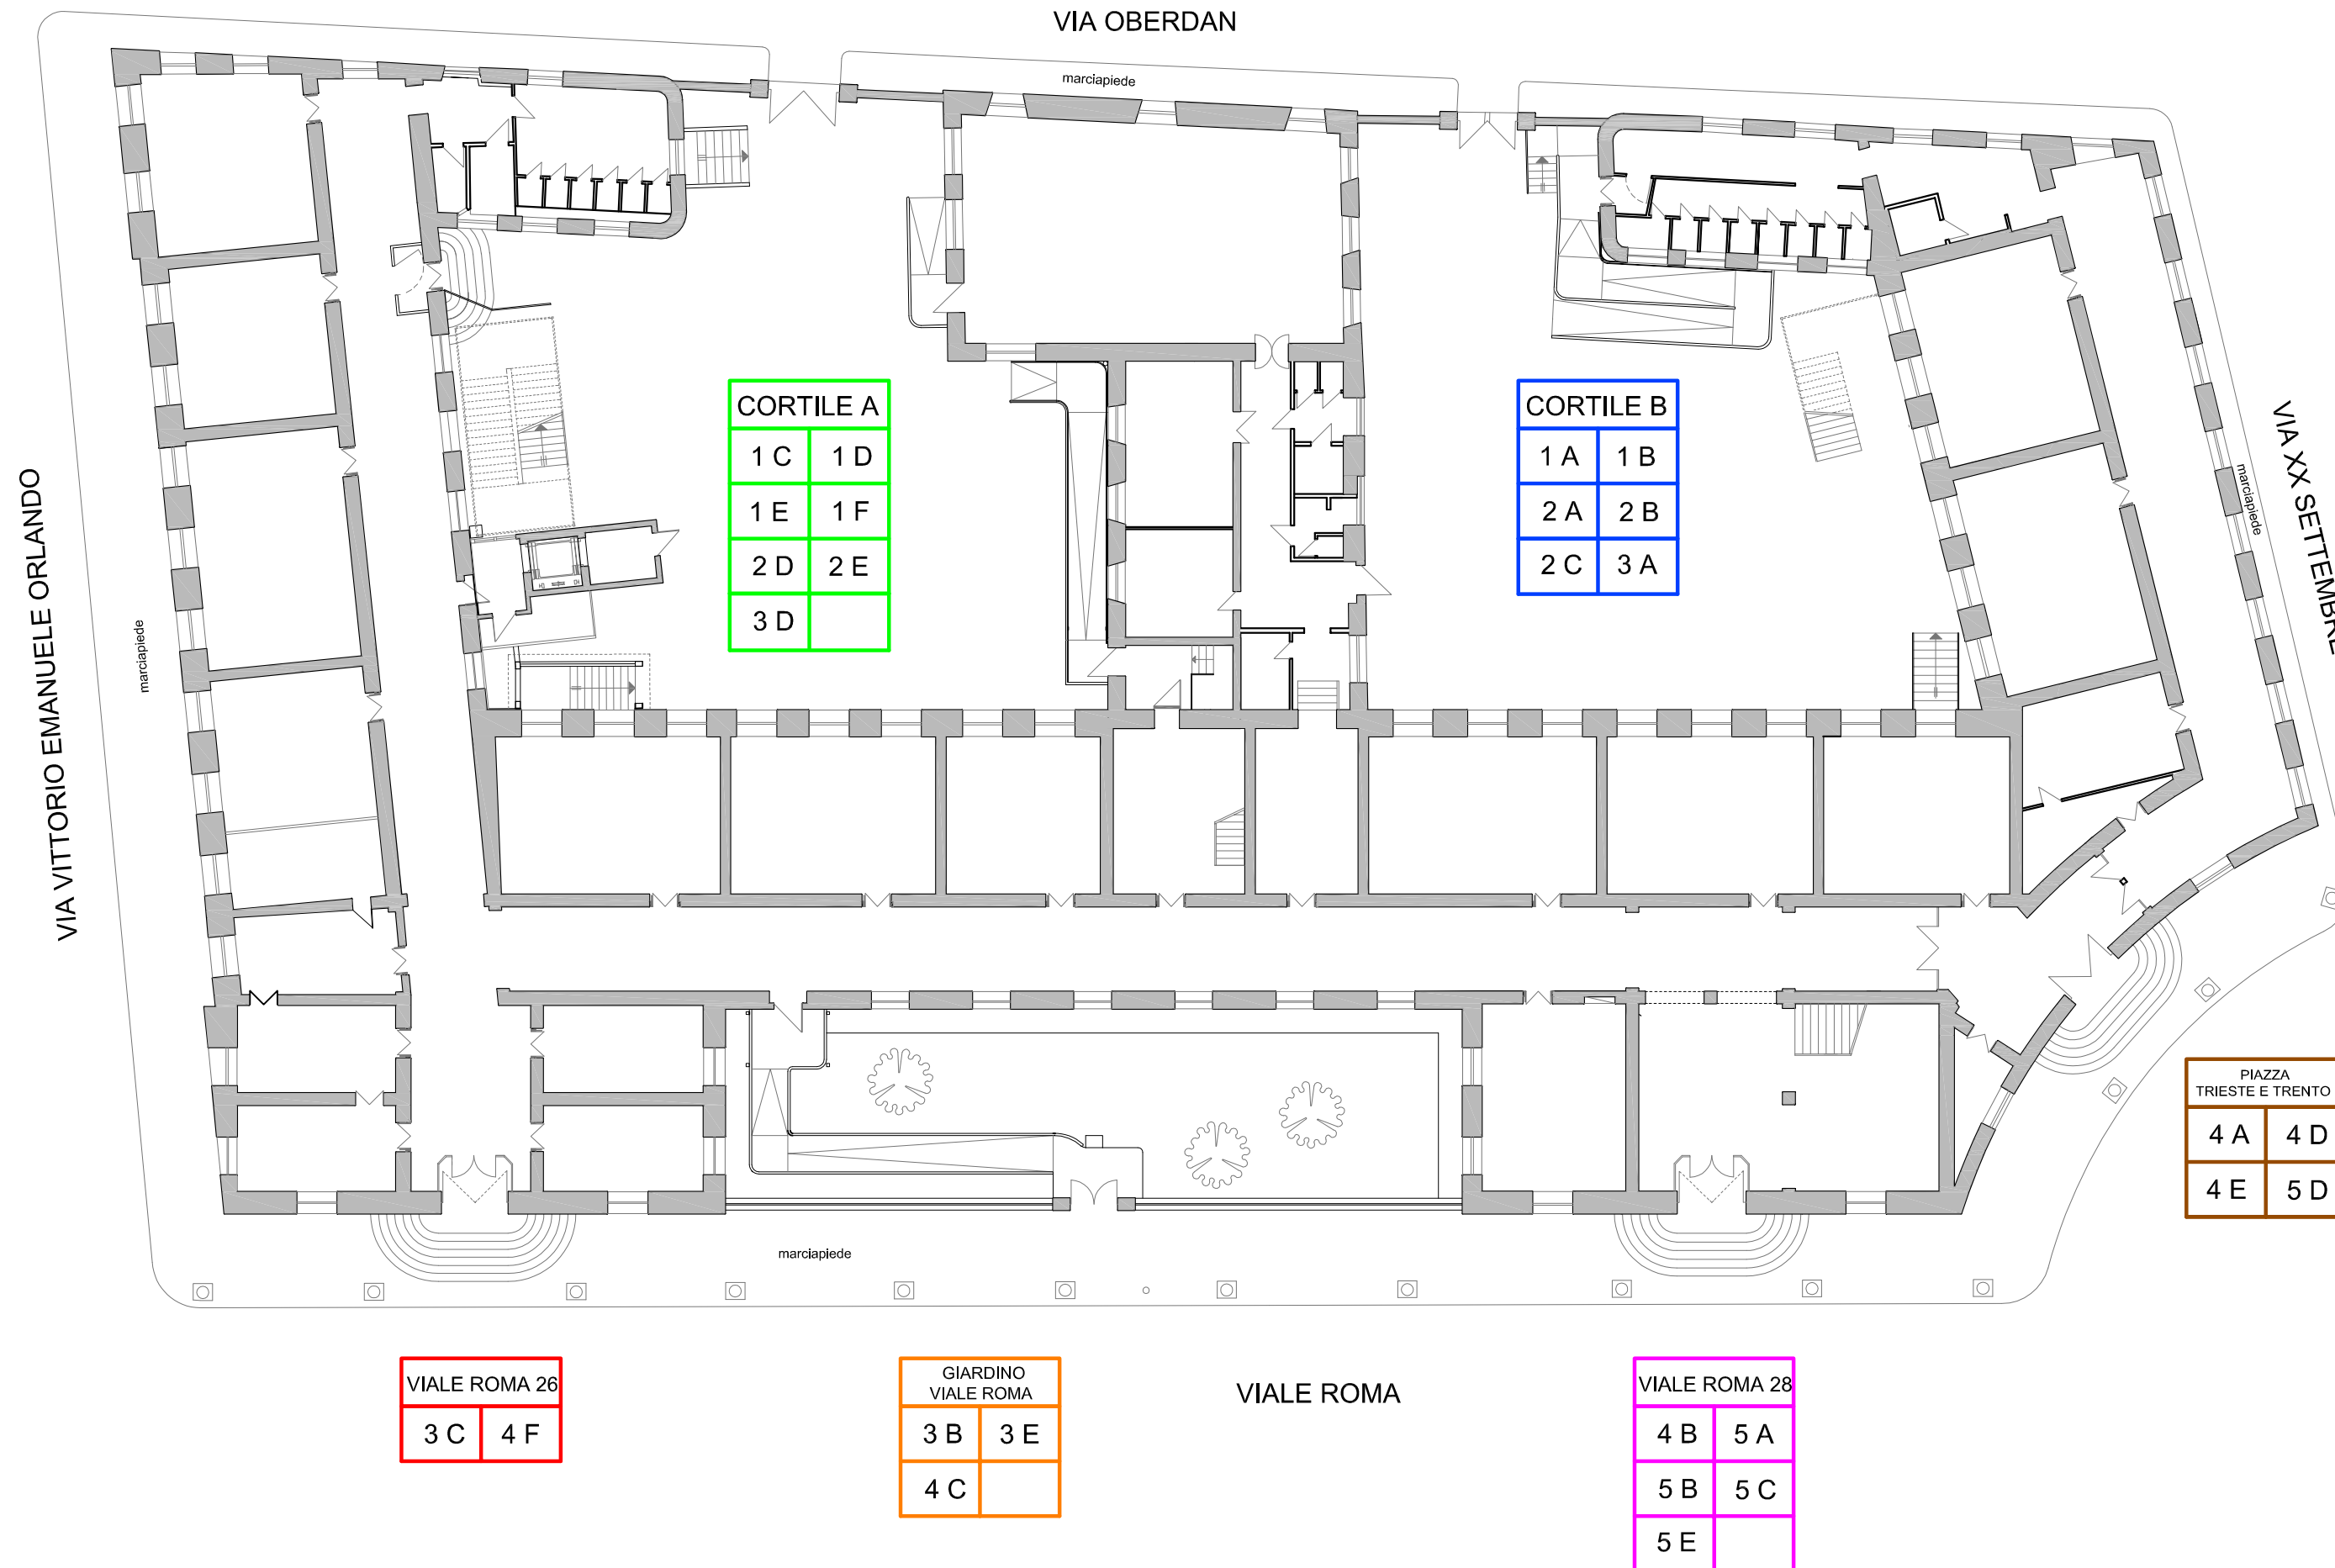 VIA OBERDAN
marciapiede
CORTILE A
1 C 1 D
1 E 1 F
2 D 2 E
3 D
CORTILE B
1 A 1 B
2 A 2 B
2 C 3 A
VIA XX SETTEMBRE
marciapiede
VIA VITTORIO EMANUELE ORLANDO
marciapiede
PIAZZA
TRIESTE E TRENTO
4 A 4 D
4 E 5 D
marciapiede
VIALE ROMA 26
3 C 4 F
GIARDINO
VIALE ROMA
3 B 3 E
4 C
VIALE ROMA
VIALE ROMA 28
4 B 5 A
5 B 5 C
5 E